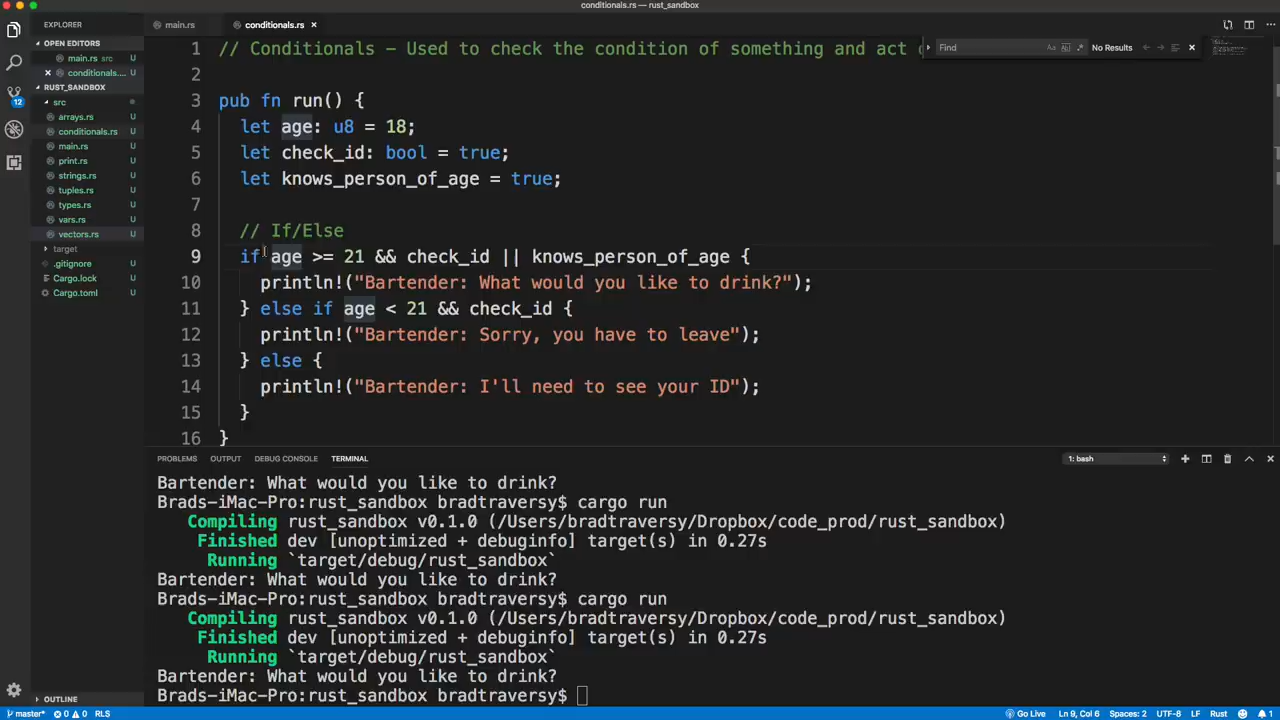 conditionals.rs — rust_sandbox
EXPLORER
OPEN EDITORS
main.rs src U
conditionals.... U
RUST_SANDBOX
src
arrays.rs U
conditionals.rs U
main.rs U
print.rs U
strings.rs U
tuples.rs U
types.rs U
vars.rs U
vectors.rs U
target
.gitignore U
Cargo.lock U
Cargo.toml U
OUTLINE
12
main.rs conditionals.rs
Find Aa Abl .* No Results
1 // Conditionals - Used to check the condition of something and act
2
3 pub fn run() {
4 let age: u8 = 18;
5 let check_id: bool = true;
6 let knows_person_of_age = true;
7
8 // If/Else
9 if age >= 21 && check_id || knows_person_of_age {
10 println!("Bartender: What would you like to drink?");
11 } else if age < 21 && check_id {
12 println!("Bartender: Sorry, you have to leave");
13 } else {
14 println!("Bartender: I'll need to see your ID");
15 }
16 }
PROBLEMS OUTPUT DEBUG CONSOLE TERMINAL 1: bash
Bartender: What would you like to drink?
Brads-iMac-Pro:rust_sandbox bradtraversy$ cargo run
Compiling rust_sandbox v0.1.0 (/Users/bradtraversy/Dropbox/code_prod/rust_sandbox)
Finished dev [unoptimized + debuginfo] target(s) in 0.27s
Running `target/debug/rust_sandbox`
Bartender: What would you like to drink?
Brads-iMac-Pro:rust_sandbox bradtraversy$ cargo run
Compiling rust_sandbox v0.1.0 (/Users/bradtraversy/Dropbox/code_prod/rust_sandbox)
Finished dev [unoptimized + debuginfo] target(s) in 0.27s
Running `target/debug/rust_sandbox`
Bartender: What would you like to drink?
Brads-iMac-Pro:rust_sandbox bradtraversy$
master* 0 0 RLS Go Live Ln 9, Col 6 Spaces: 2 UTF-8 LF Rust 1